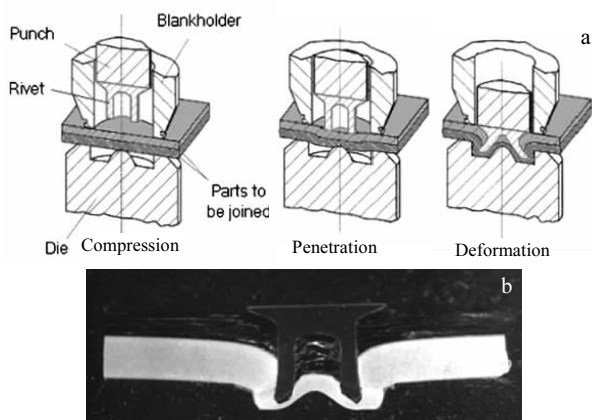 Punch
Blankholder
a
Rivet
Parts to
be joined
Die
Compression
Penetration
Deformation
b